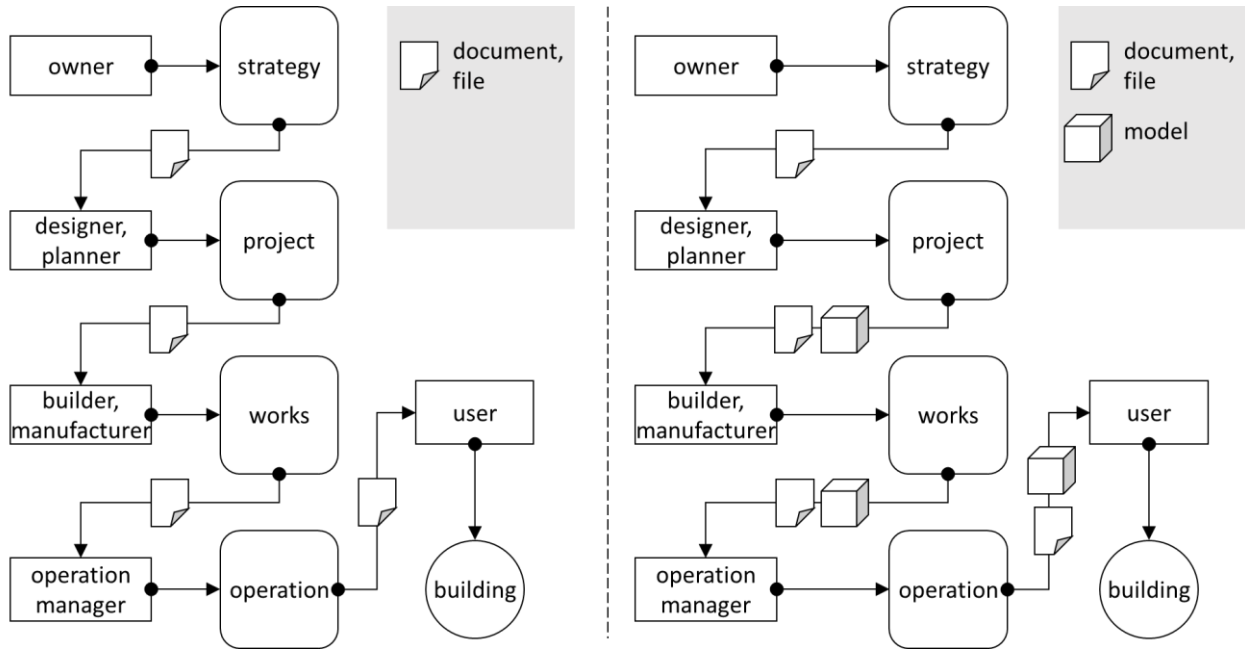 owner
strategy
document,
file
designer,
planner
project
builder,
manufacturer
works
user
operation
manager
operation
building
owner
strategy
document,
file
model
designer,
planner
project
builder,
manufacturer
works
user
operation
manager
operation
building